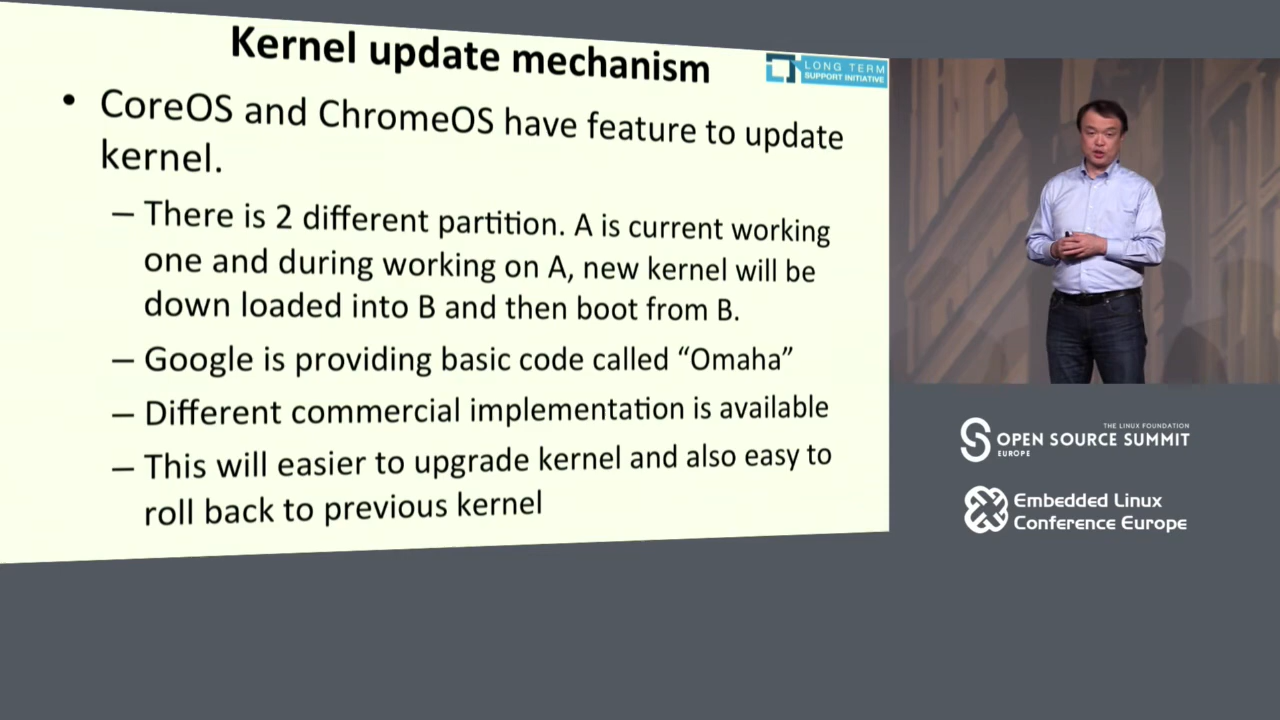 Kernel update mechanism
LONG TERM
SUPPORT INITIATIVE
• CoreOS and ChromeOS have feature to update
kernel.
– There is 2 different partition. A is current working
one and during working on A, new kernel will be
down loaded into B and then boot from B.
– Google is providing basic code called “Omaha”
– Different commercial implementation is available
– This will easier to upgrade kernel and also easy to
roll back to previous kernel
THE LINUX FOUNDATION
OPEN SOURCE SUMMIT
EUROPE
Embedded Linux
Conference Europe